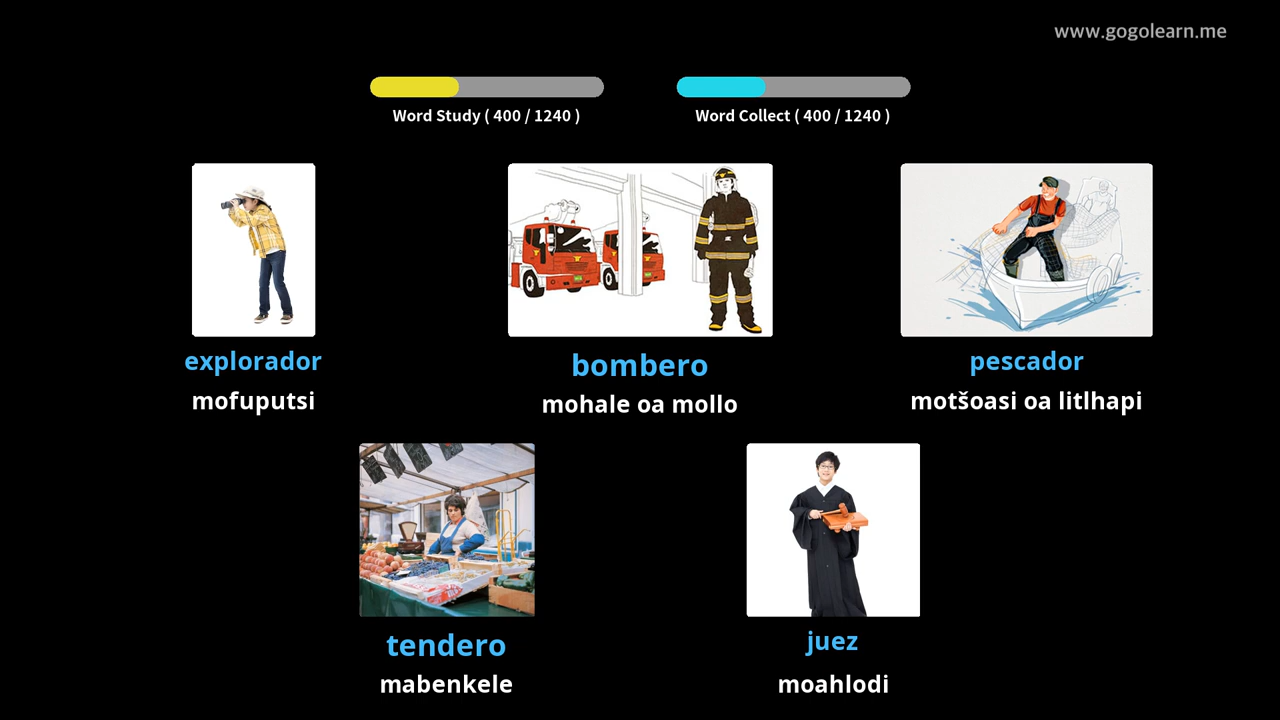 www.gogolearn.me
Word Study ( 400 / 1240 )
Word Collect ( 400 / 1240 )
explorador
mofuputsi
bombero
mohale oa mollo
pescador
motšoasi oa litlhapi
tendero
mabenkele
juez
moahlodi